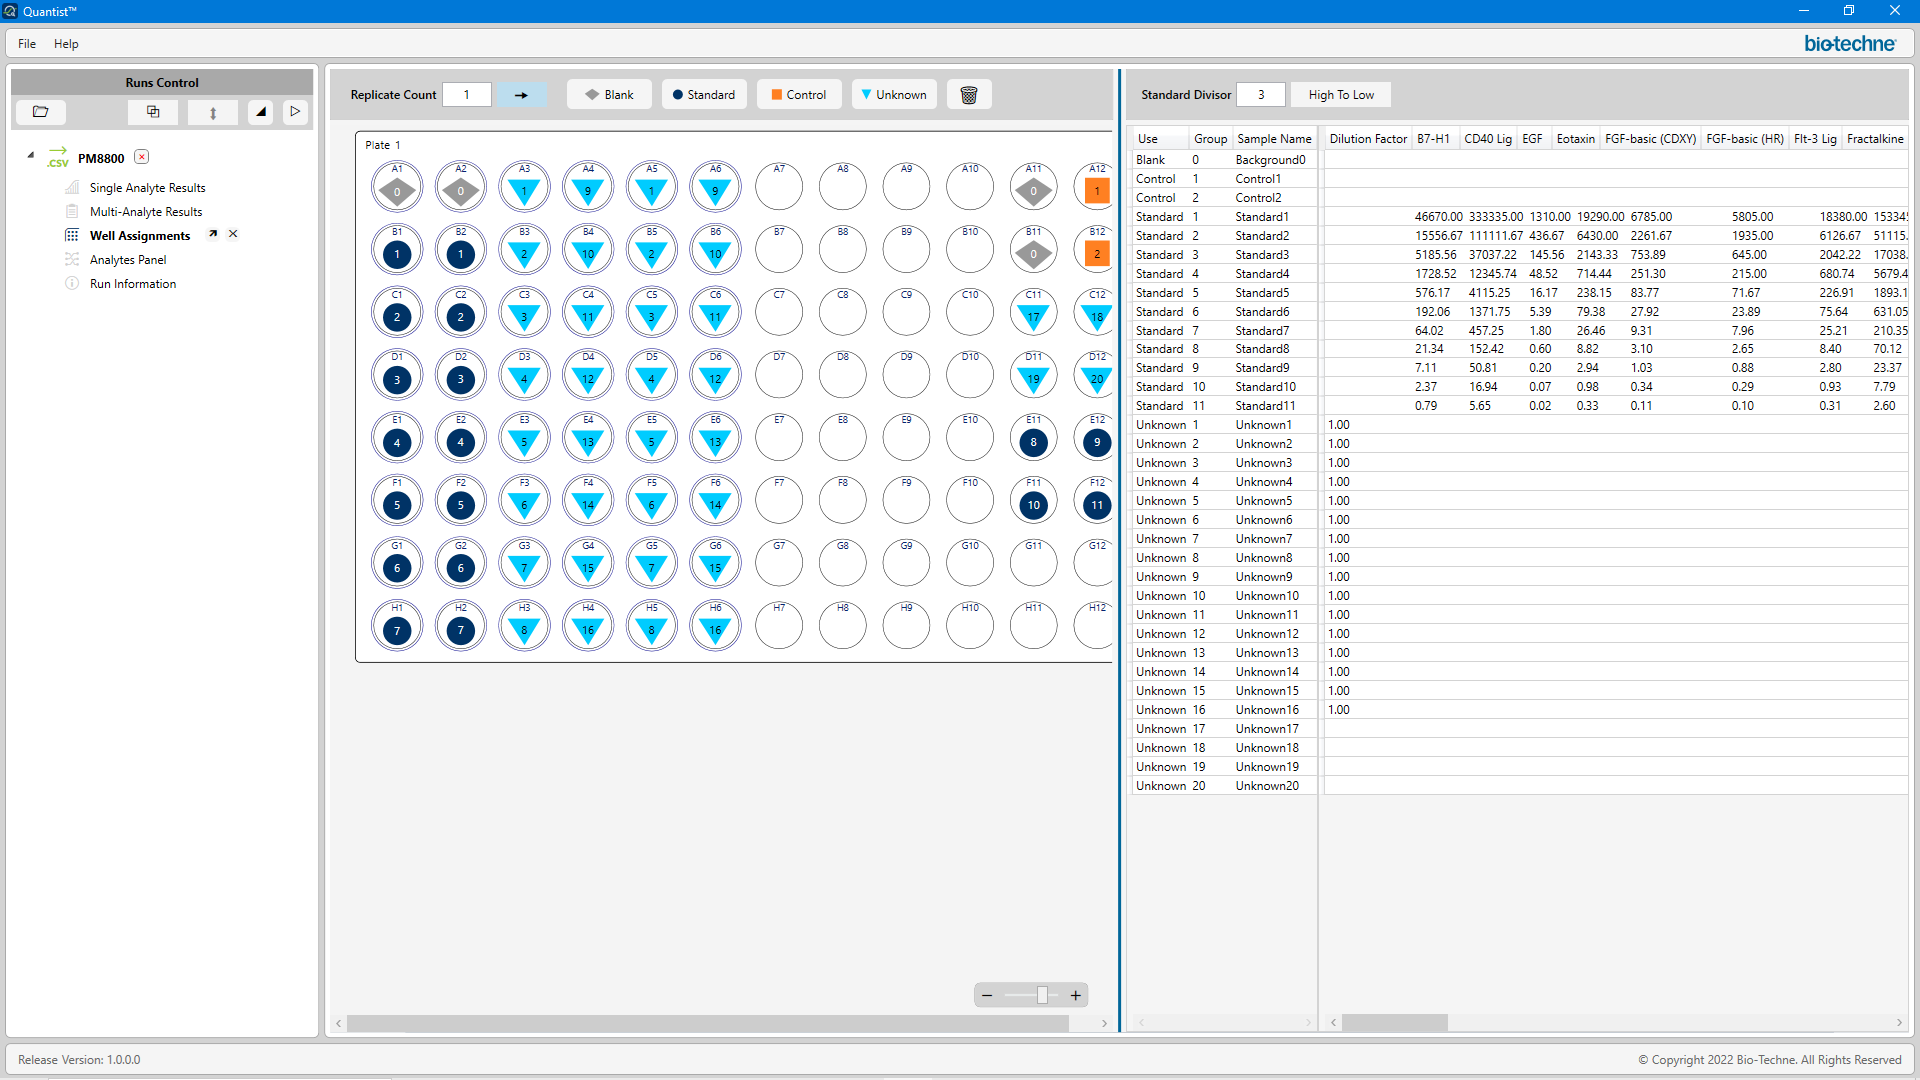 Quantist™
File Help
bio-techne
Runs Control
.csv PM8800
Single Analyte Results
Multi-Analyte Results
Well Assignments
Analytes Panel
Run Information
Replicate Count 1 Blank Standard Control Unknown
Plate 1
A1 A2 A3 A4 A5 A6 A7 A8 A9 A10 A11 A12
0 0 1 9 1 9 0 1
B1 B2 B3 B4 B5 B6 B7 B8 B9 B10 B11 B12
1 1 2 10 2 10 0 2
C1 C2 C3 C4 C5 C6 C7 C8 C9 C10 C11 C12
2 2 3 11 3 11 17 18
D1 D2 D3 D4 D5 D6 D7 D8 D9 D10 D11 D12
3 3 4 12 4 12 19 20
E1 E2 E3 E4 E5 E6 E7 E8 E9 E10 E11 E12
4 4 5 13 5 13 8 9
F1 F2 F3 F4 F5 F6 F7 F8 F9 F10 F11 F12
5 5 6 14 6 14 10 11
G1 G2 G3 G4 G5 G6 G7 G8 G9 G10 G11 G12
6 6 7 15 7 15
H1 H2 H3 H4 H5 H6 H7 H8 H9 H10 H11 H12
7 7 8 16 8 16
Standard Divisor 3 High To Low
Use Group Sample Name Dilution Factor B7-H1 CD40 Lig EGF Eotaxin FGF-basic (CDXY) FGF-basic (HR) Flt-3 Lig Fractalkine
Blank 0 Background0
Control 1 Control1
Control 2 Control2
Standard 1 Standard1 46670.00 333335.00 1310.00 19290.00 6785.00 5805.00 18380.00 15334
Standard 2 Standard2 15556.67 111111.67 436.67 6430.00 2261.67 1935.00 6126.67 51115.
Standard 3 Standard3 5185.56 37037.22 145.56 2143.33 753.89 645.00 2042.22 17038.
Standard 4 Standard4 1728.52 12345.74 48.52 714.44 251.30 215.00 680.74 5679.4
Standard 5 Standard5 576.17 4115.25 16.17 238.15 83.77 71.67 226.91 1893.1
Standard 6 Standard6 192.06 1371.75 5.39 79.38 27.92 23.89 75.64 631.05
Standard 7 Standard7 64.02 457.25 1.80 26.46 9.31 7.96 25.21 210.35
Standard 8 Standard8 21.34 152.42 0.60 8.82 3.10 2.65 8.40 70.12
Standard 9 Standard9 7.11 50.81 0.20 2.94 1.03 0.88 2.80 23.37
Standard 10 Standard10 2.37 16.94 0.07 0.98 0.34 0.29 0.93 7.79
Standard 11 Standard11 0.79 5.65 0.02 0.33 0.11 0.10 0.31 2.60
Unknown 1 Unknown1 1.00
Unknown 2 Unknown2 1.00
Unknown 3 Unknown3 1.00
Unknown 4 Unknown4 1.00
Unknown 5 Unknown5 1.00
Unknown 6 Unknown6 1.00
Unknown 7 Unknown7 1.00
Unknown 8 Unknown8 1.00
Unknown 9 Unknown9 1.00
Unknown 10 Unknown10 1.00
Unknown 11 Unknown11 1.00
Unknown 12 Unknown12 1.00
Unknown 13 Unknown13 1.00
Unknown 14 Unknown14 1.00
Unknown 15 Unknown15 1.00
Unknown 16 Unknown16 1.00
Unknown 17 Unknown17
Unknown 18 Unknown18
Unknown 19 Unknown19
Unknown 20 Unknown20
Release Version: 1.0.0.0
© Copyright 2022 Bio-Techne. All Rights Reserved